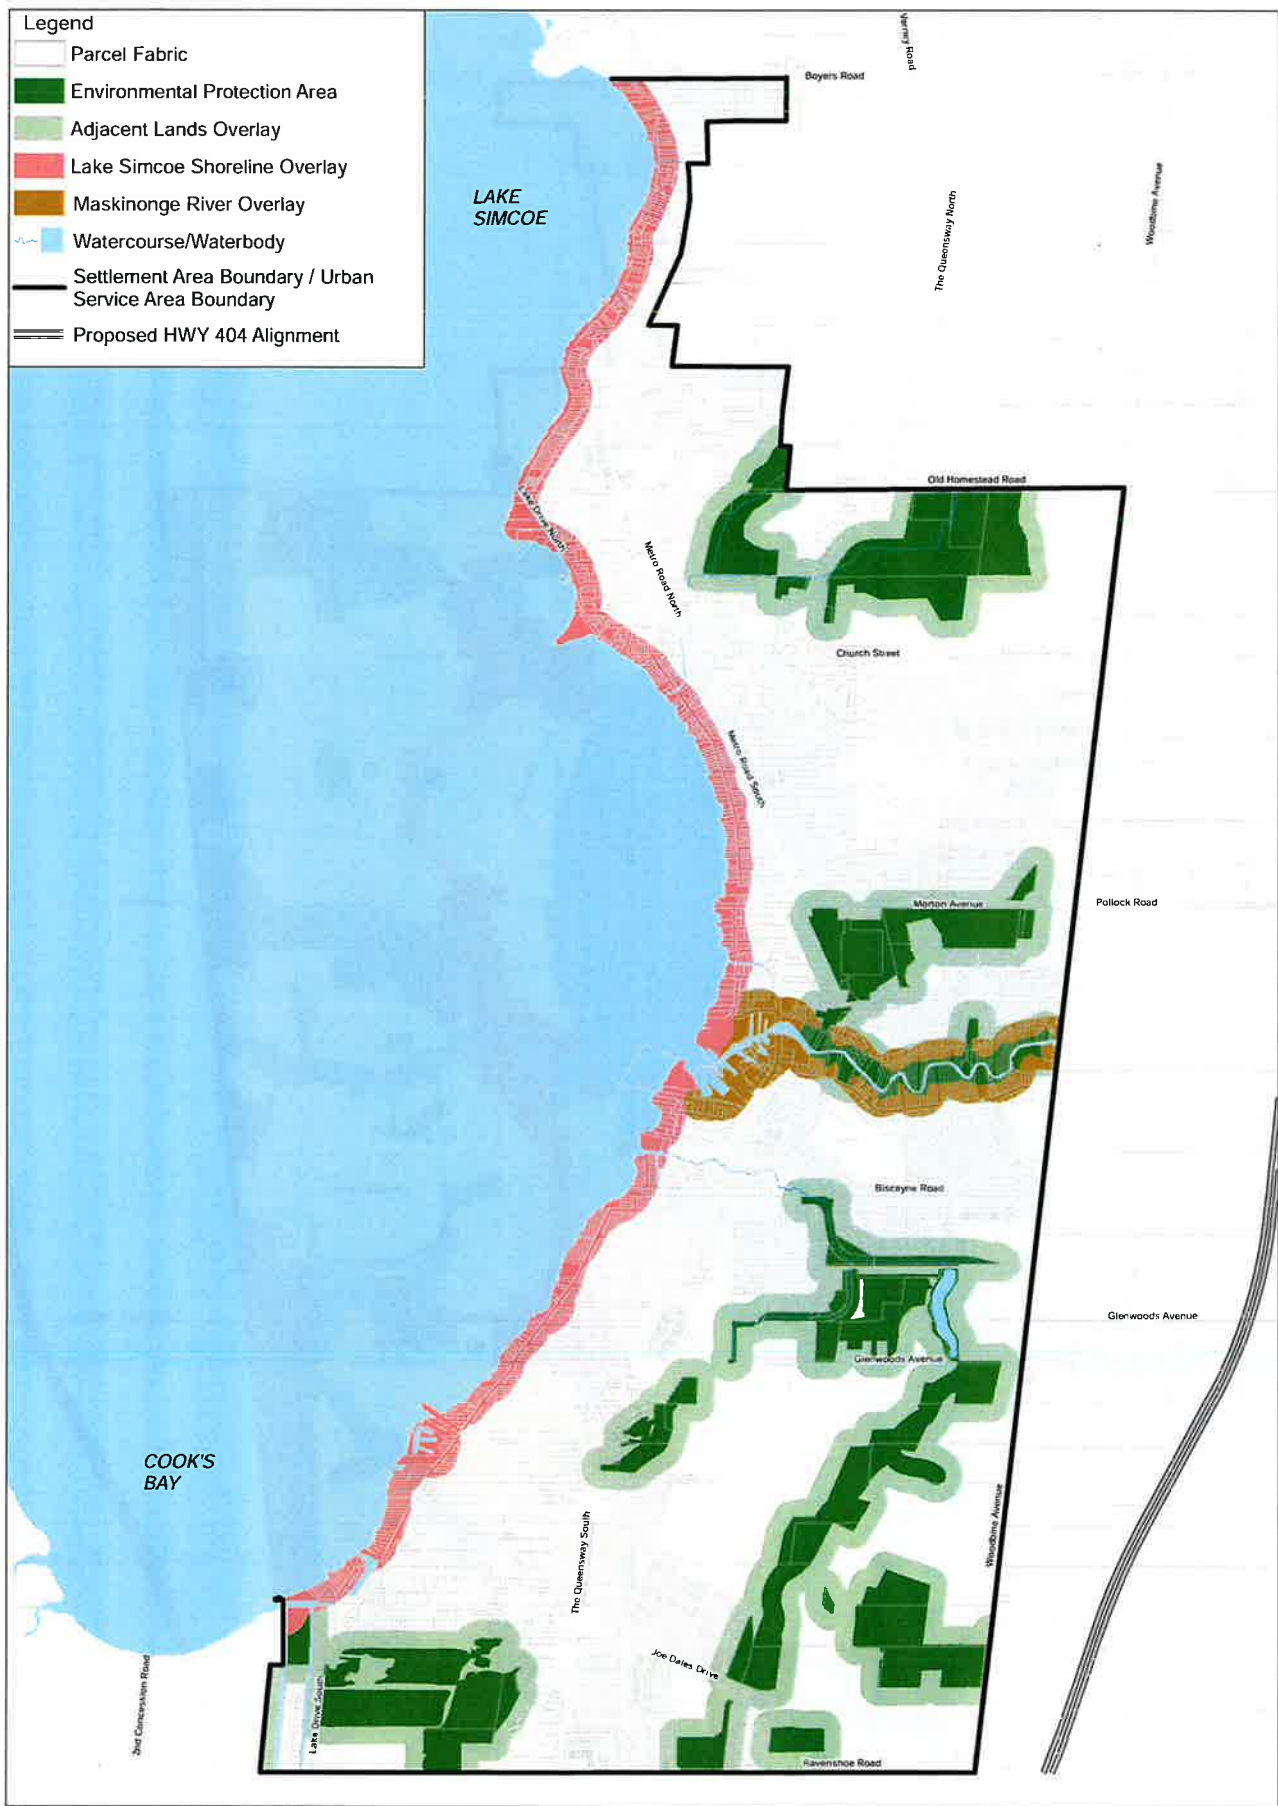 Legend
Parcel Fabric
Environmental Protection Area
Adjacent Lands Overlay
Lake Simcoe Shoreline Overlay
Maskinonge River Overlay
Watercourse/Waterbody
Settlement Area Boundary / Urban
Service Area Boundary
Proposed HWY 404 Alignment
Boyers Road
LAKE
SIMCOE
The Queensway North
Woodbine Avenue
Old Homestead Road
Lake Drive North
Metro Road North
Church Street
Metro Road South
Morton Avenue
Pollock Road
Biscayne Road
Glenwoods Avenue
Glenwoods Avenue
COOK'S
BAY
The Queensway South
Woodbine Avenue
Joe Dales Drive
2nd Concession Road
Lake Drive South
Ravenshoe Road